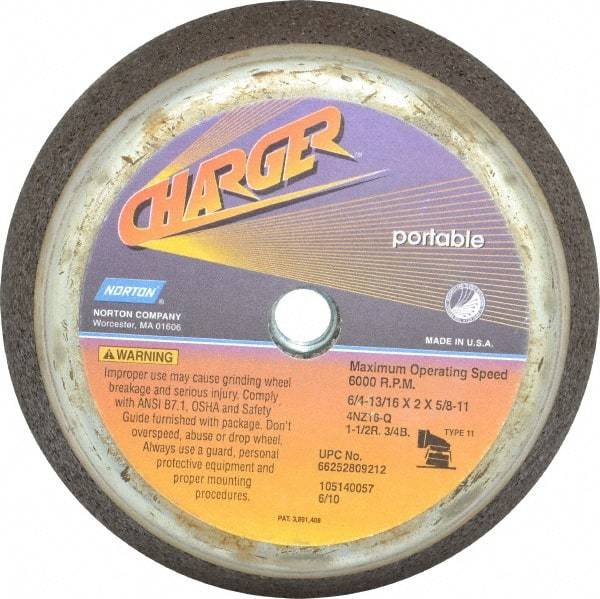 CHARGER™
portable
NORTON®
NORTON COMPANY
Worcester, MA 01606
MADE IN U.S.A.
WARNING
Improper use may cause grinding wheel
breakage and serious injury. Comply
with ANSI B7.1, OSHA and Safety
Guide furnished with package. Don't
overspeed, abuse or drop wheel.
Always use a guard, personal
protective equipment and
proper mounting
procedures.
Maximum Operating Speed
6000 R.P.M.
6/4-13/16 X 2 X 5/8-11
4NZ16-Q
1-1/2R. 3/4B.
TYPE 11
UPC No.
66252809212
105140057
6/10
PAT. 3,891,408